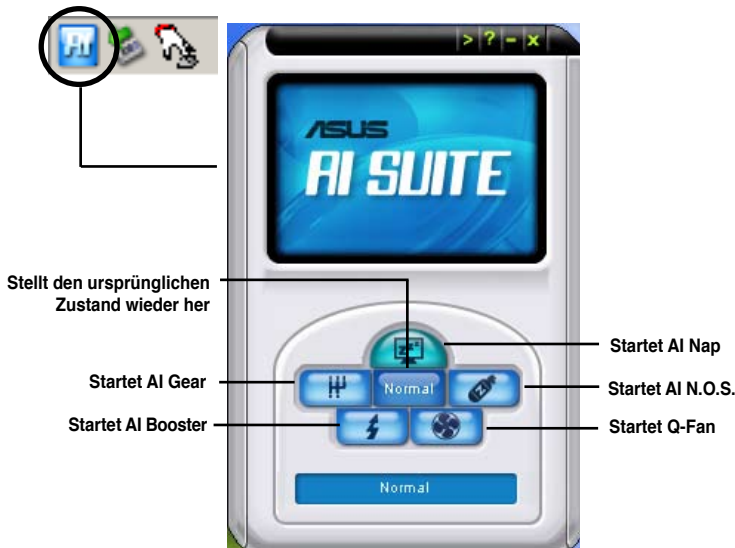 > ? - x
ASUS
AI SUITE
Stellt den ursprünglichen
Zustand wieder her
Startet AI Nap
Startet AI Gear
Normal
Startet AI N.O.S.
Startet AI Booster
Startet Q-Fan
Normal